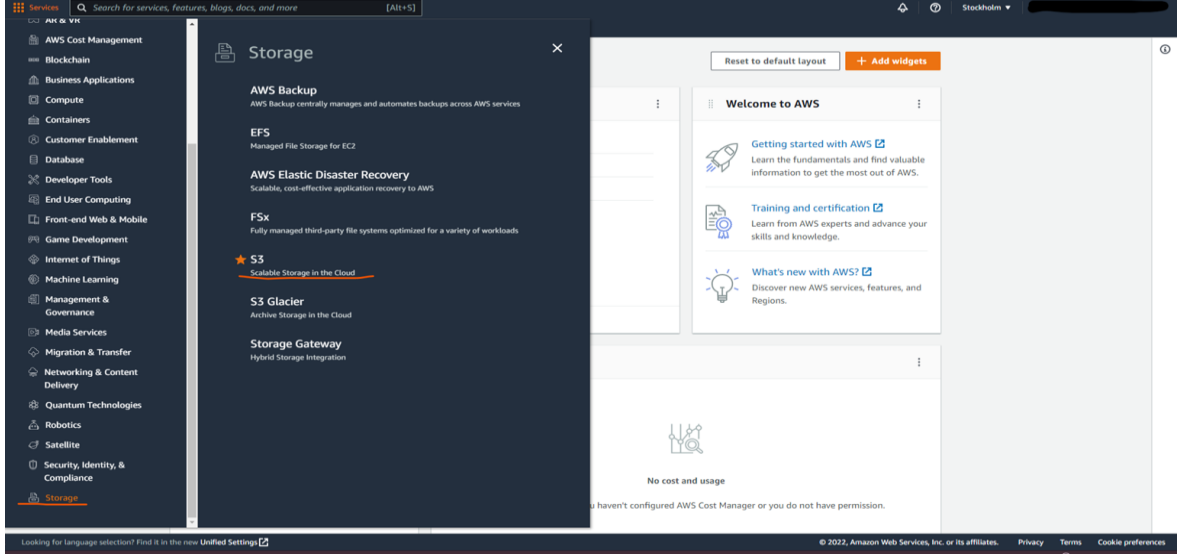 Services
Search for services, features, blogs, docs, and more
[Alt+S]
Stockholm ▼
AR & VR
AWS Cost Management
Blockchain
Business Applications
Compute
Containers
Customer Enablement
Database
Developer Tools
End User Computing
Front-end Web & Mobile
Game Development
Internet of Things
Machine Learning
Management &
Governance
Media Services
Migration & Transfer
Networking & Content
Delivery
Quantum Technologies
Robotics
Satellite
Security, Identity, &
Compliance
Storage
Storage
AWS Backup
AWS Backup centrally manages and automates backups across AWS services
EFS
Managed File Storage for EC2
AWS Elastic Disaster Recovery
Scalable, cost-effective application recovery to AWS
FSx
Fully managed third-party file systems optimized for a variety of workloads
S3
Scalable Storage in the Cloud
S3 Glacier
Archive Storage in the Cloud
Storage Gateway
Hybrid Storage Integration
Reset to default layout
+ Add widgets
Welcome to AWS
Getting started with AWS
Learn the fundamentals and find valuable
information to get the most out of AWS.
Training and certification
Learn from AWS experts and advance your
skills and knowledge.
What's new with AWS?
Discover new AWS services, features, and
Regions.
No cost and usage
u haven't configured AWS Cost Manager or you do not have permission.
Looking for language selection? Find it in the new Unified Settings
© 2022, Amazon Web Services, Inc. or its affiliates.
Privacy
Terms
Cookie preferences